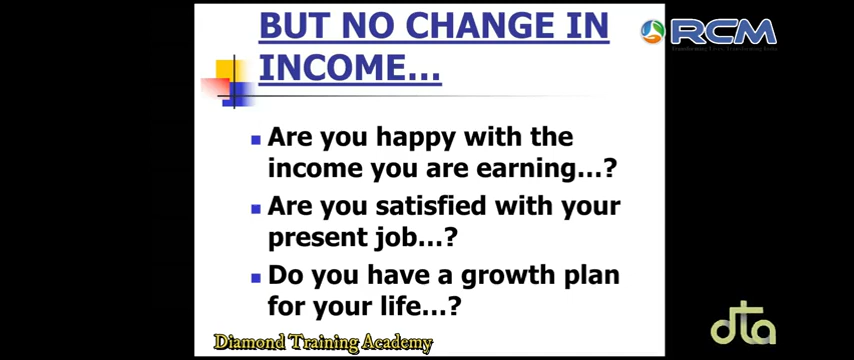 BUT NO CHANGE IN
INCOME...
RCM
Are you happy with the
income you are earning...?
Are you satisfied with your
present job...?
Do you have a growth plan
for your life...?
Diamond Training Academy
dta